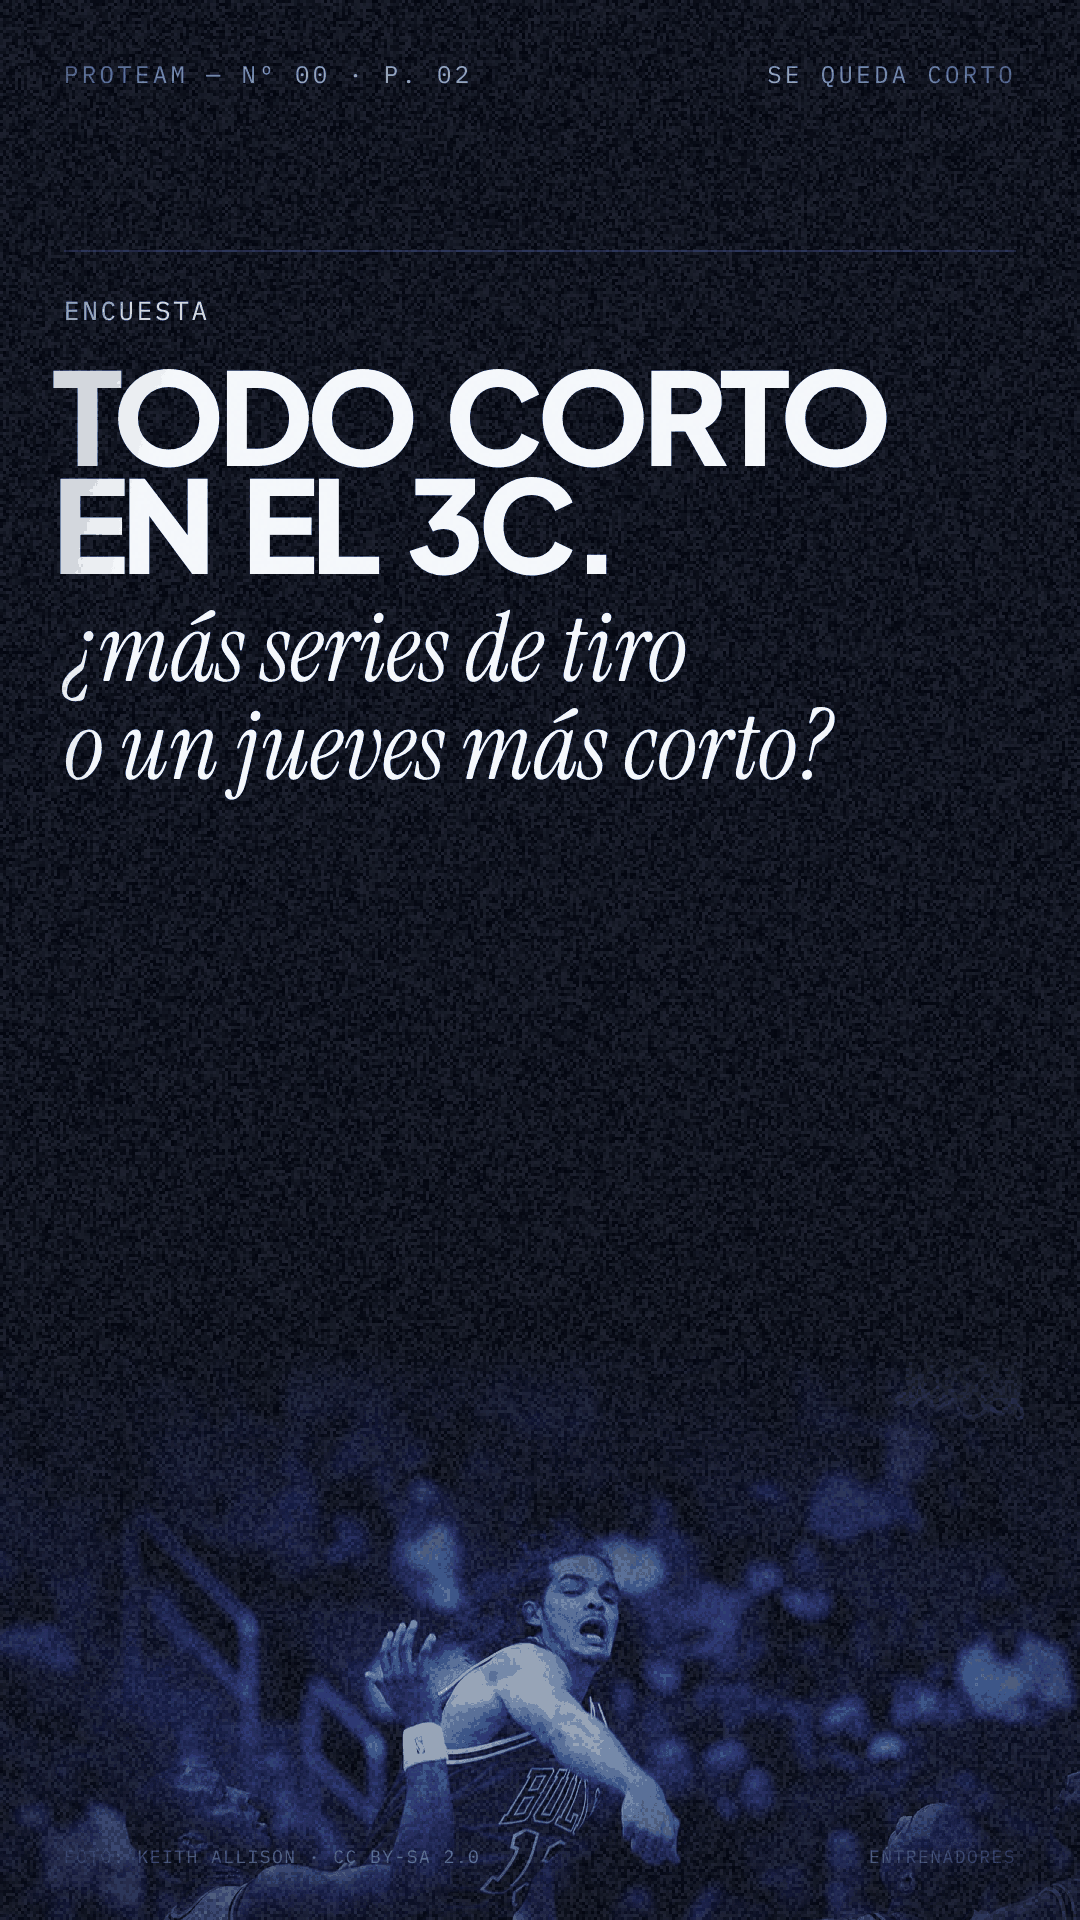 PROTEAM — Nº 00 · P. 02
SE QUEDA CORTO
ENCUESTA
TODO CORTO
EN EL 3C.
¿más series de tiro
o un jueves más corto?
KEITH ALLISON · CC BY-SA 2.0
ENTRENADORES